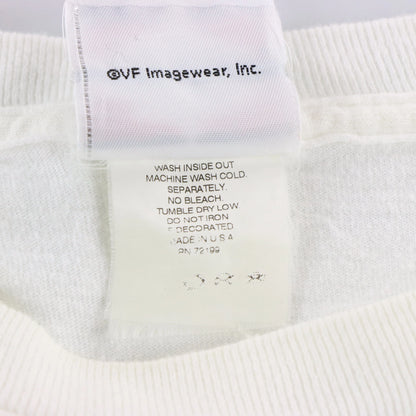 ©VF Imagewear, Inc.
WASH INSIDE OUT
MACHINE WASH COLD.
SEPARATELY.
NO BLEACH.
TUMBLE DRY LOW
DO NOT IRON
DECORATED
MADE IN U.S.A
RN 72199